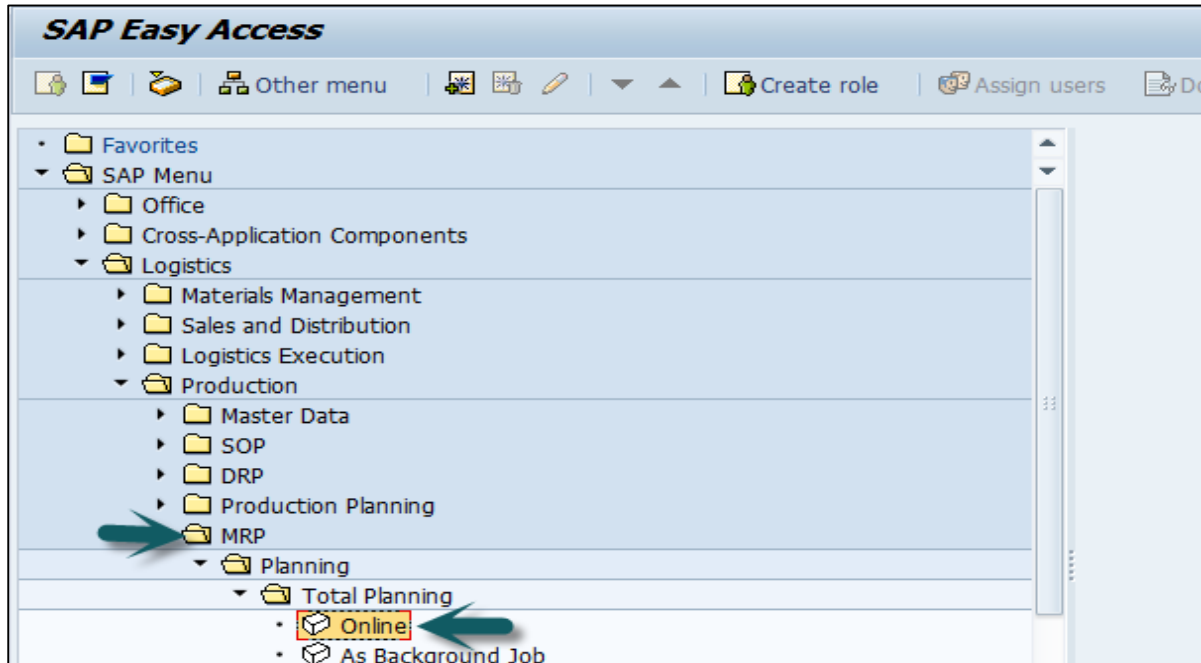 SAP Easy Access
Other menu Create role Assign users Do
Favorites
SAP Menu
Office
Cross-Application Components
Logistics
Materials Management
Sales and Distribution
Logistics Execution
Production
Master Data
SOP
DRP
Production Planning
MRP
Planning
Total Planning
Online
As Background Job